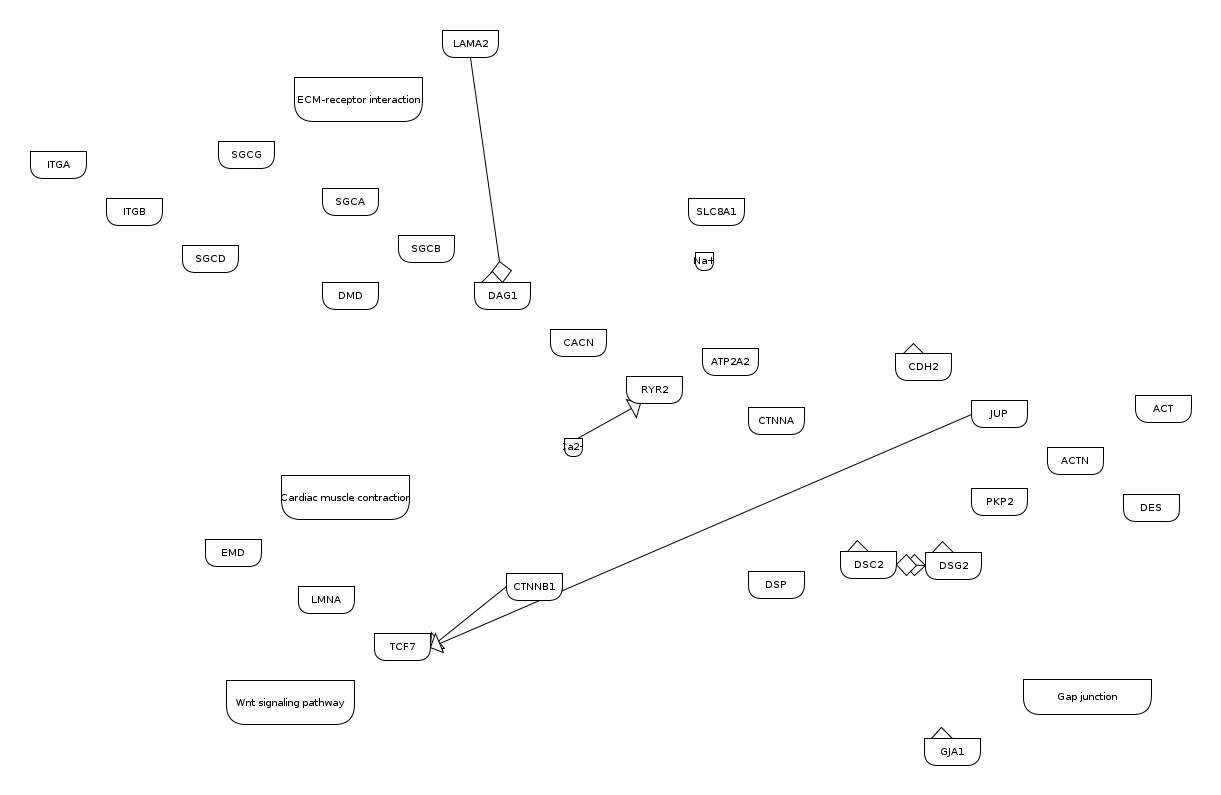 LAMA2
ECM-receptor interaction
SGCG
ITGA
SGCA
ITGB
SLC8A1
SGCB
SGCD
Na+
DMD
DAG1
CACN
ATP2A2
CDH2
RYR2
ACT
JUP
CTNNA
Ca2+
ACTN
Cardiac muscle contraction
PKP2
DES
EMD
DSC2
DSG2
DSP
CTNNB1
LMNA
TCF7
Gap junction
Wnt signaling pathway
GJA1